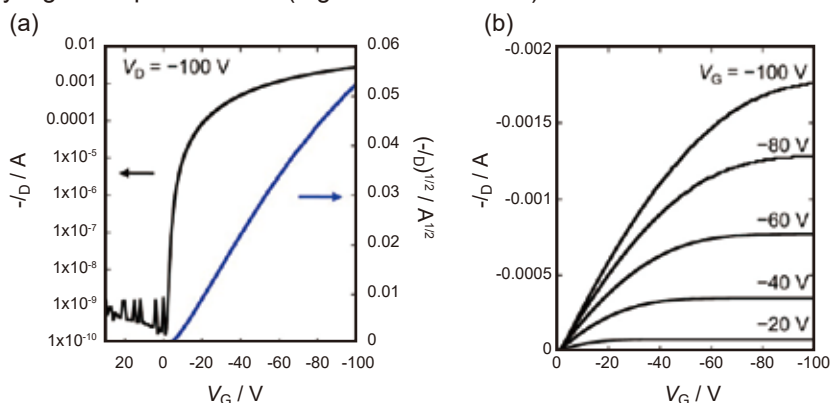 (a)
(b)
0.01
0.001
0.0001
1x10⁻⁵
1x10⁻⁶
1x10⁻⁷
1x10⁻⁸
1x10⁻⁹
1x10⁻¹⁰
-I_D / A
V_D = −100 V
0.06
0.05
0.04
0.03
0.02
0.01
0
(-I_D)^1/2 / A^1/2
20 0 -20 -40 -60 -80 -100
V_G / V
-0.002
-0.0015
-0.001
-0.0005
0
-I_D / A
V_G = −100 V
−80 V
−60 V
−40 V
−20 V
0 -20 -40 -60 -80 -100
V_G / V